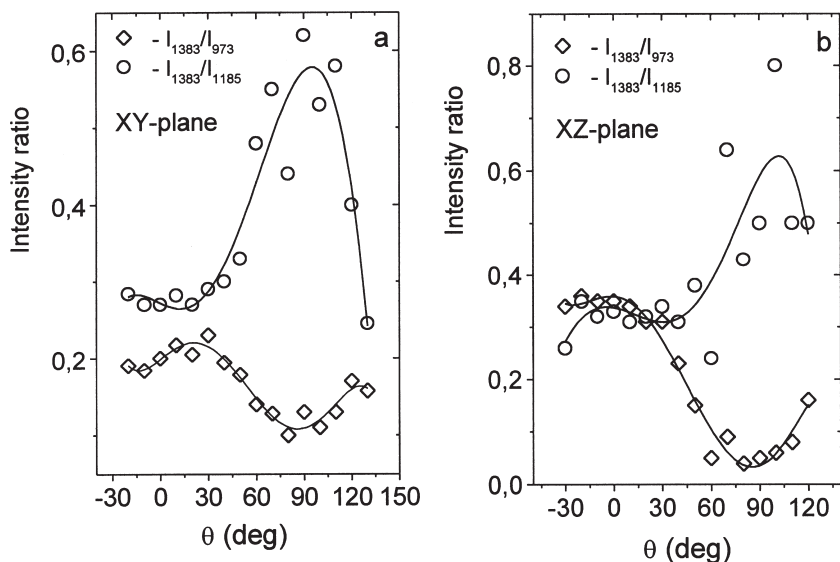 a
◇ - I₁₃₈₃/I₉₇₃
○ - I₁₃₈₃/I₁₁₈₅
XY-plane
Intensity ratio
0,6
0,4
0,2
-30 0 30 60 90 120 150
θ (deg)
b
◇ - I₁₃₈₃/I₉₇₃
○ - I₁₃₈₃/I₁₁₈₅
XZ-plane
Intensity ratio
0,8
0,6
0,4
0,2
0,0
-30 0 30 60 90 120
θ (deg)